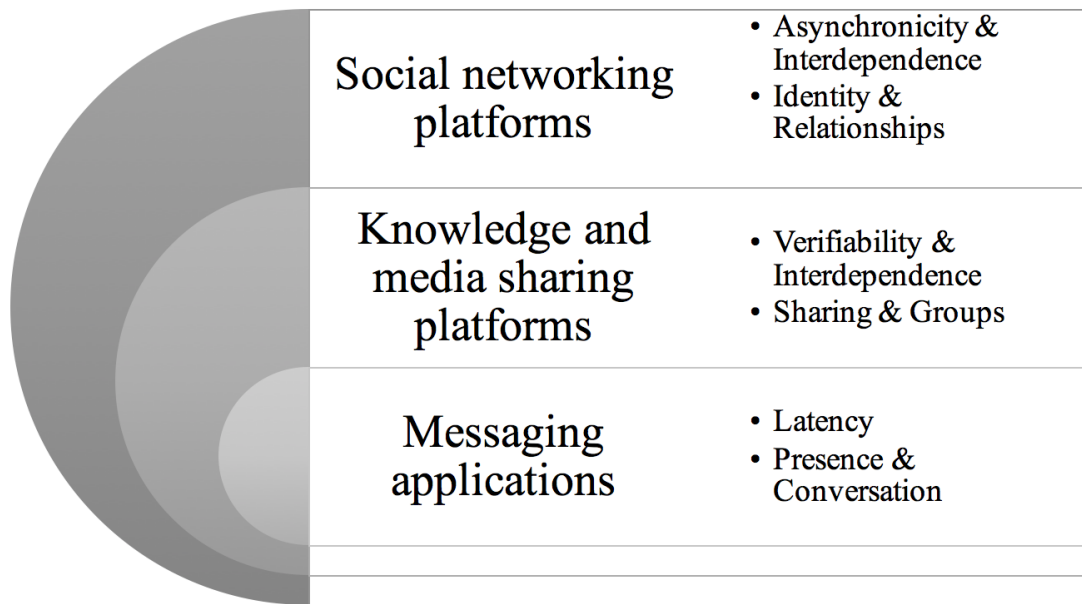 Social networking
platforms
• Asynchronicity &
Interdependence
• Identity &
Relationships
Knowledge and
media sharing
platforms
• Verifiability &
Interdependence
• Sharing & Groups
Messaging
applications
• Latency
• Presence &
Conversation